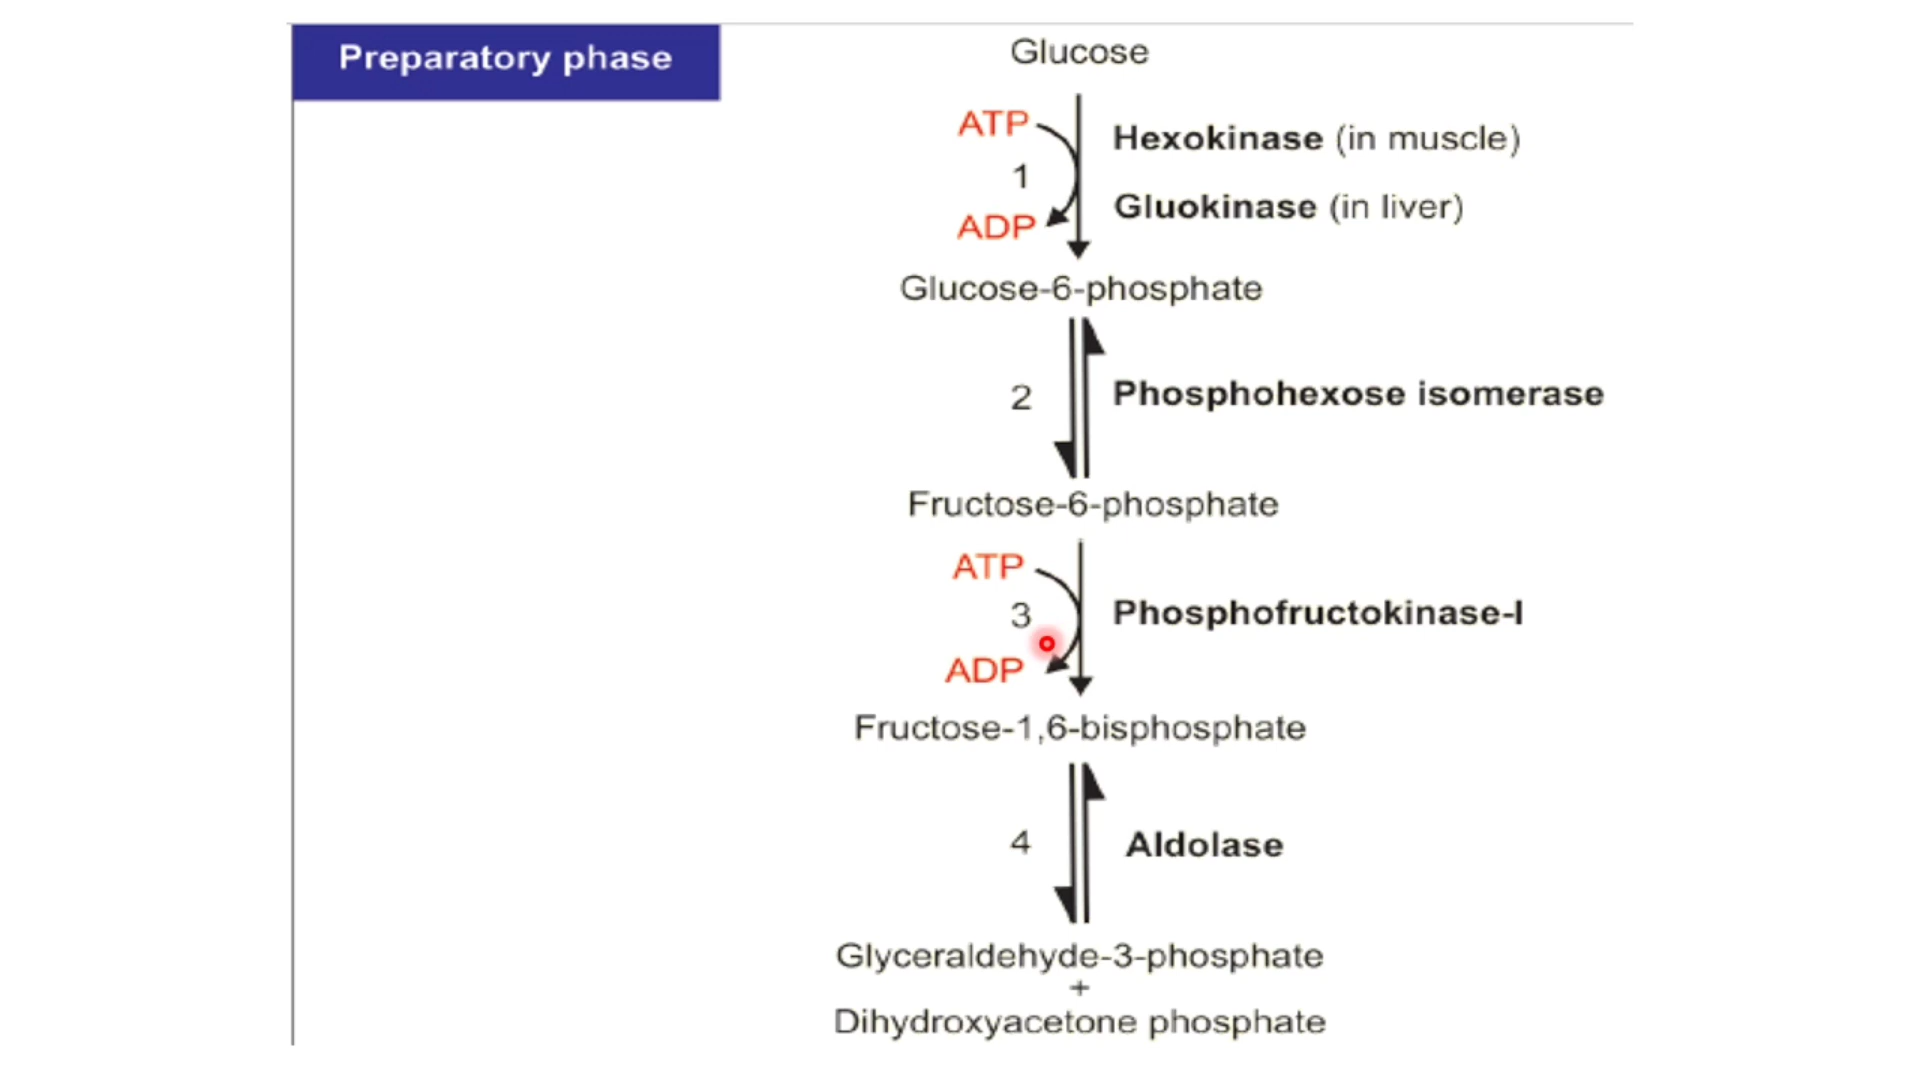 Preparatory phase
Glucose
ATP
Hexokinase (in muscle)
1
Gluokinase (in liver)
ADP
Glucose-6-phosphate
2
Phosphohexose isomerase
Fructose-6-phosphate
ATP
3
Phosphofructokinase-I
ADP
Fructose-1,6-bisphosphate
4
Aldolase
Glyceraldehyde-3-phosphate
+
Dihydroxyacetone phosphate